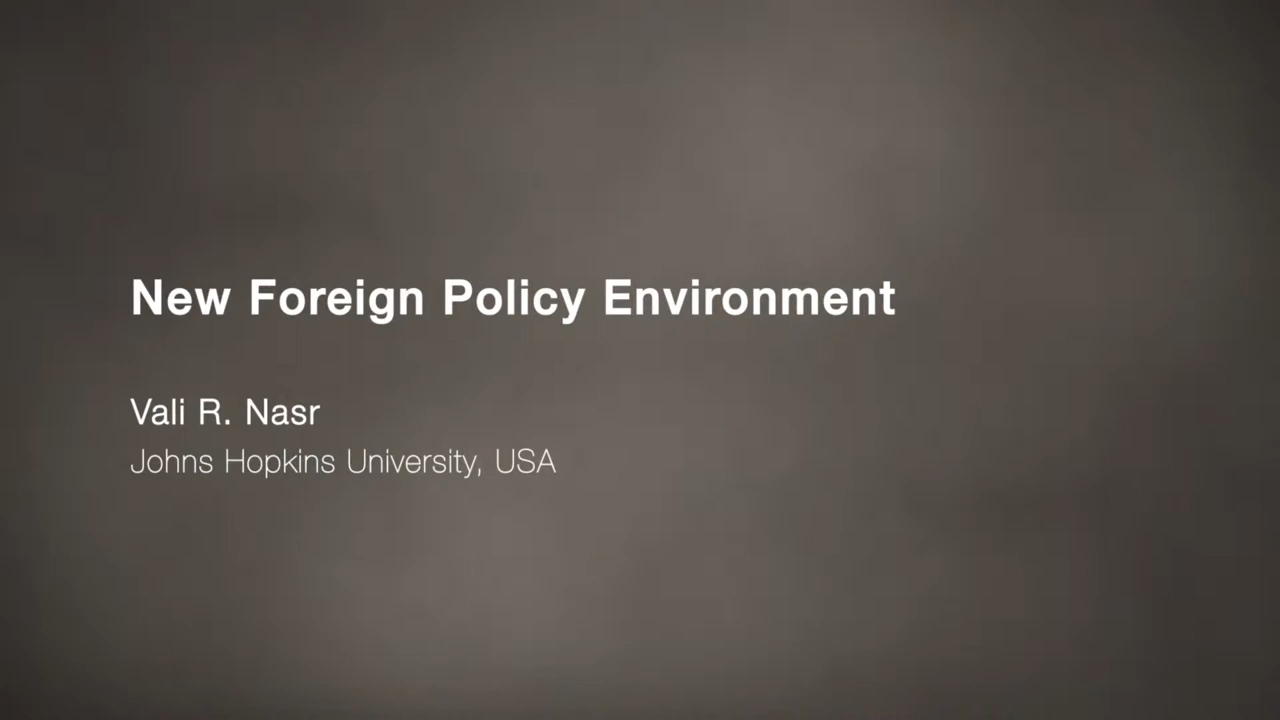 New Foreign Policy Environment
Vali R. Nasr
Johns Hopkins University, USA